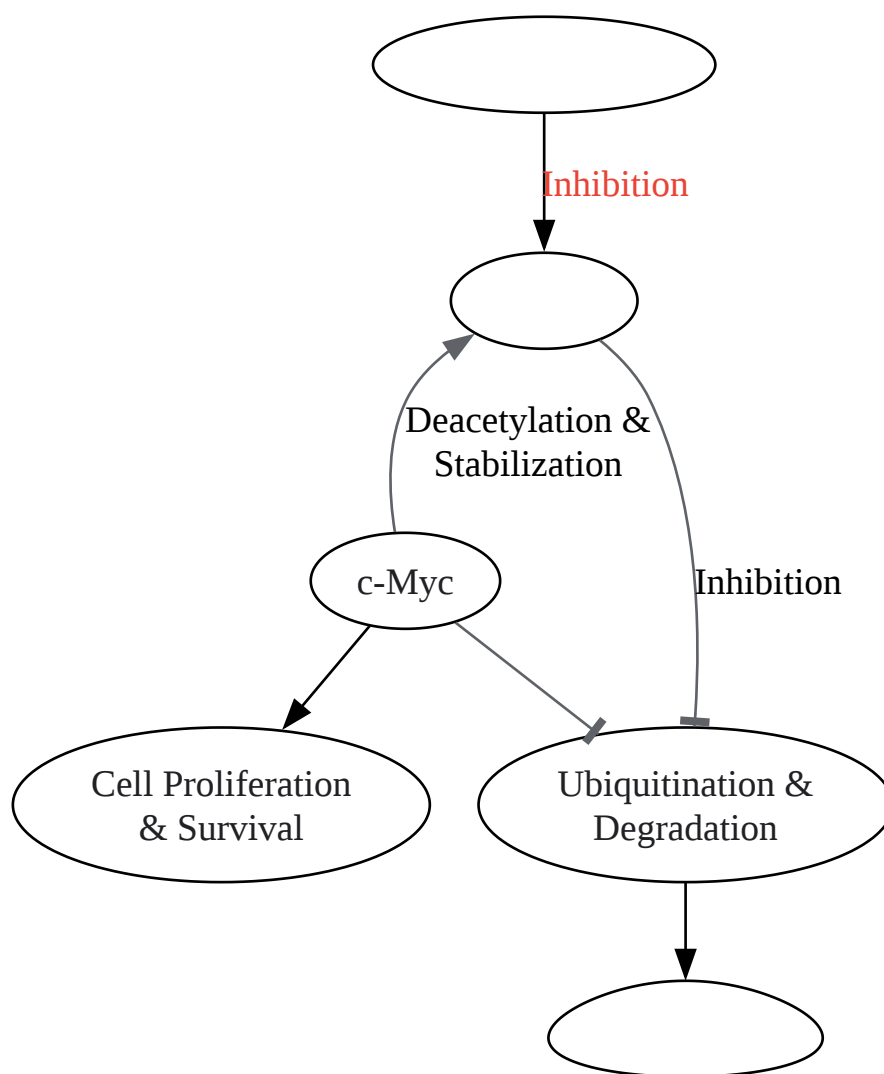 Inhibition
Deacetylation &
Stabilization
c-Myc
Inhibition
Cell Proliferation
& Survival
Ubiquitination &
Degradation